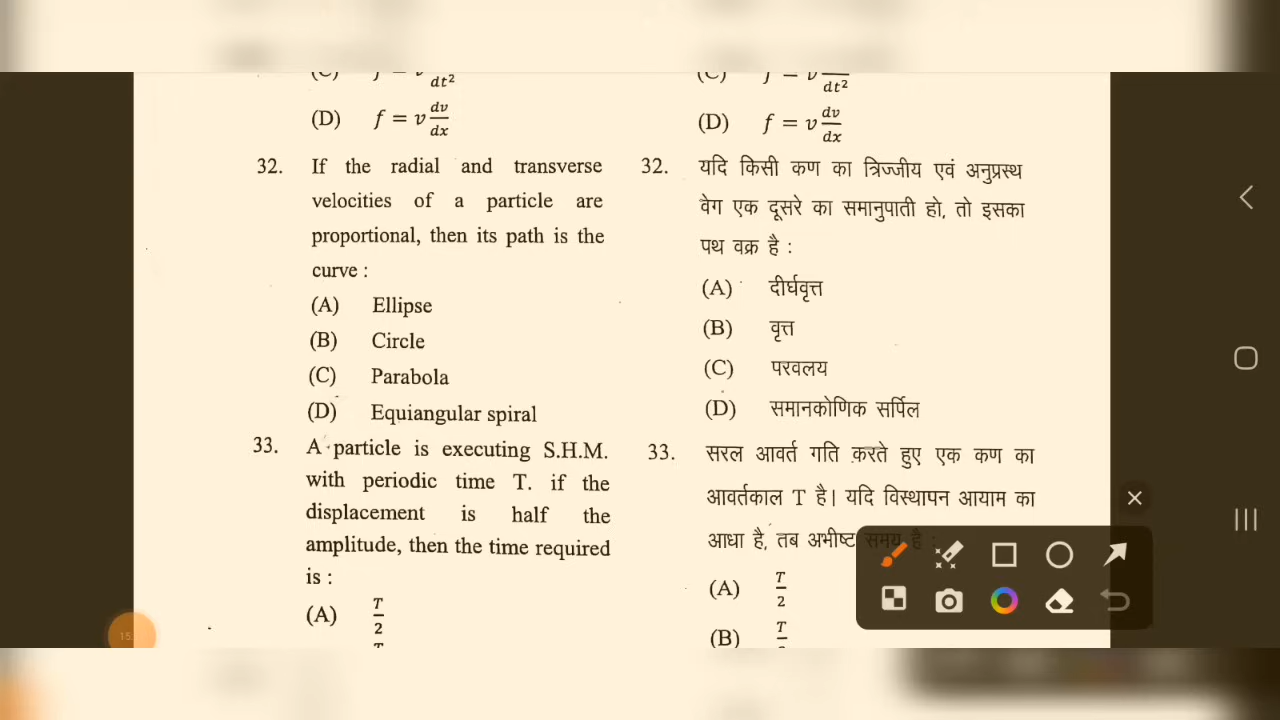 (D) f = v dv/dx
32. If the radial and transverse
velocities of a particle are
proportional, then its path is the
curve :
(A) Ellipse
(B) Circle
(C) Parabola
(D) Equiangular spiral
33. A particle is executing S.H.M.
with periodic time T. if the
displacement is half the
amplitude, then the time required
is :
(A) T/2
dt²
(D) f = v dv/dx
32. यदि किसी कण का त्रिज्जीय एवं अनुप्रस्थ
वेग एक दूसरे का समानुपाती हो, तो इसका
पथ वक्र है :
(A) दीर्घवृत्त
(B) वृत्त
(C) परवलय
(D) समानकोणिक सर्पिल
33. सरल आवर्त गति करते हुए एक कण का
आवर्तकाल T है। यदि विस्थापन आयाम का
आधा है, तब अभीष्ट समय है :
(A) T/2
(B) T